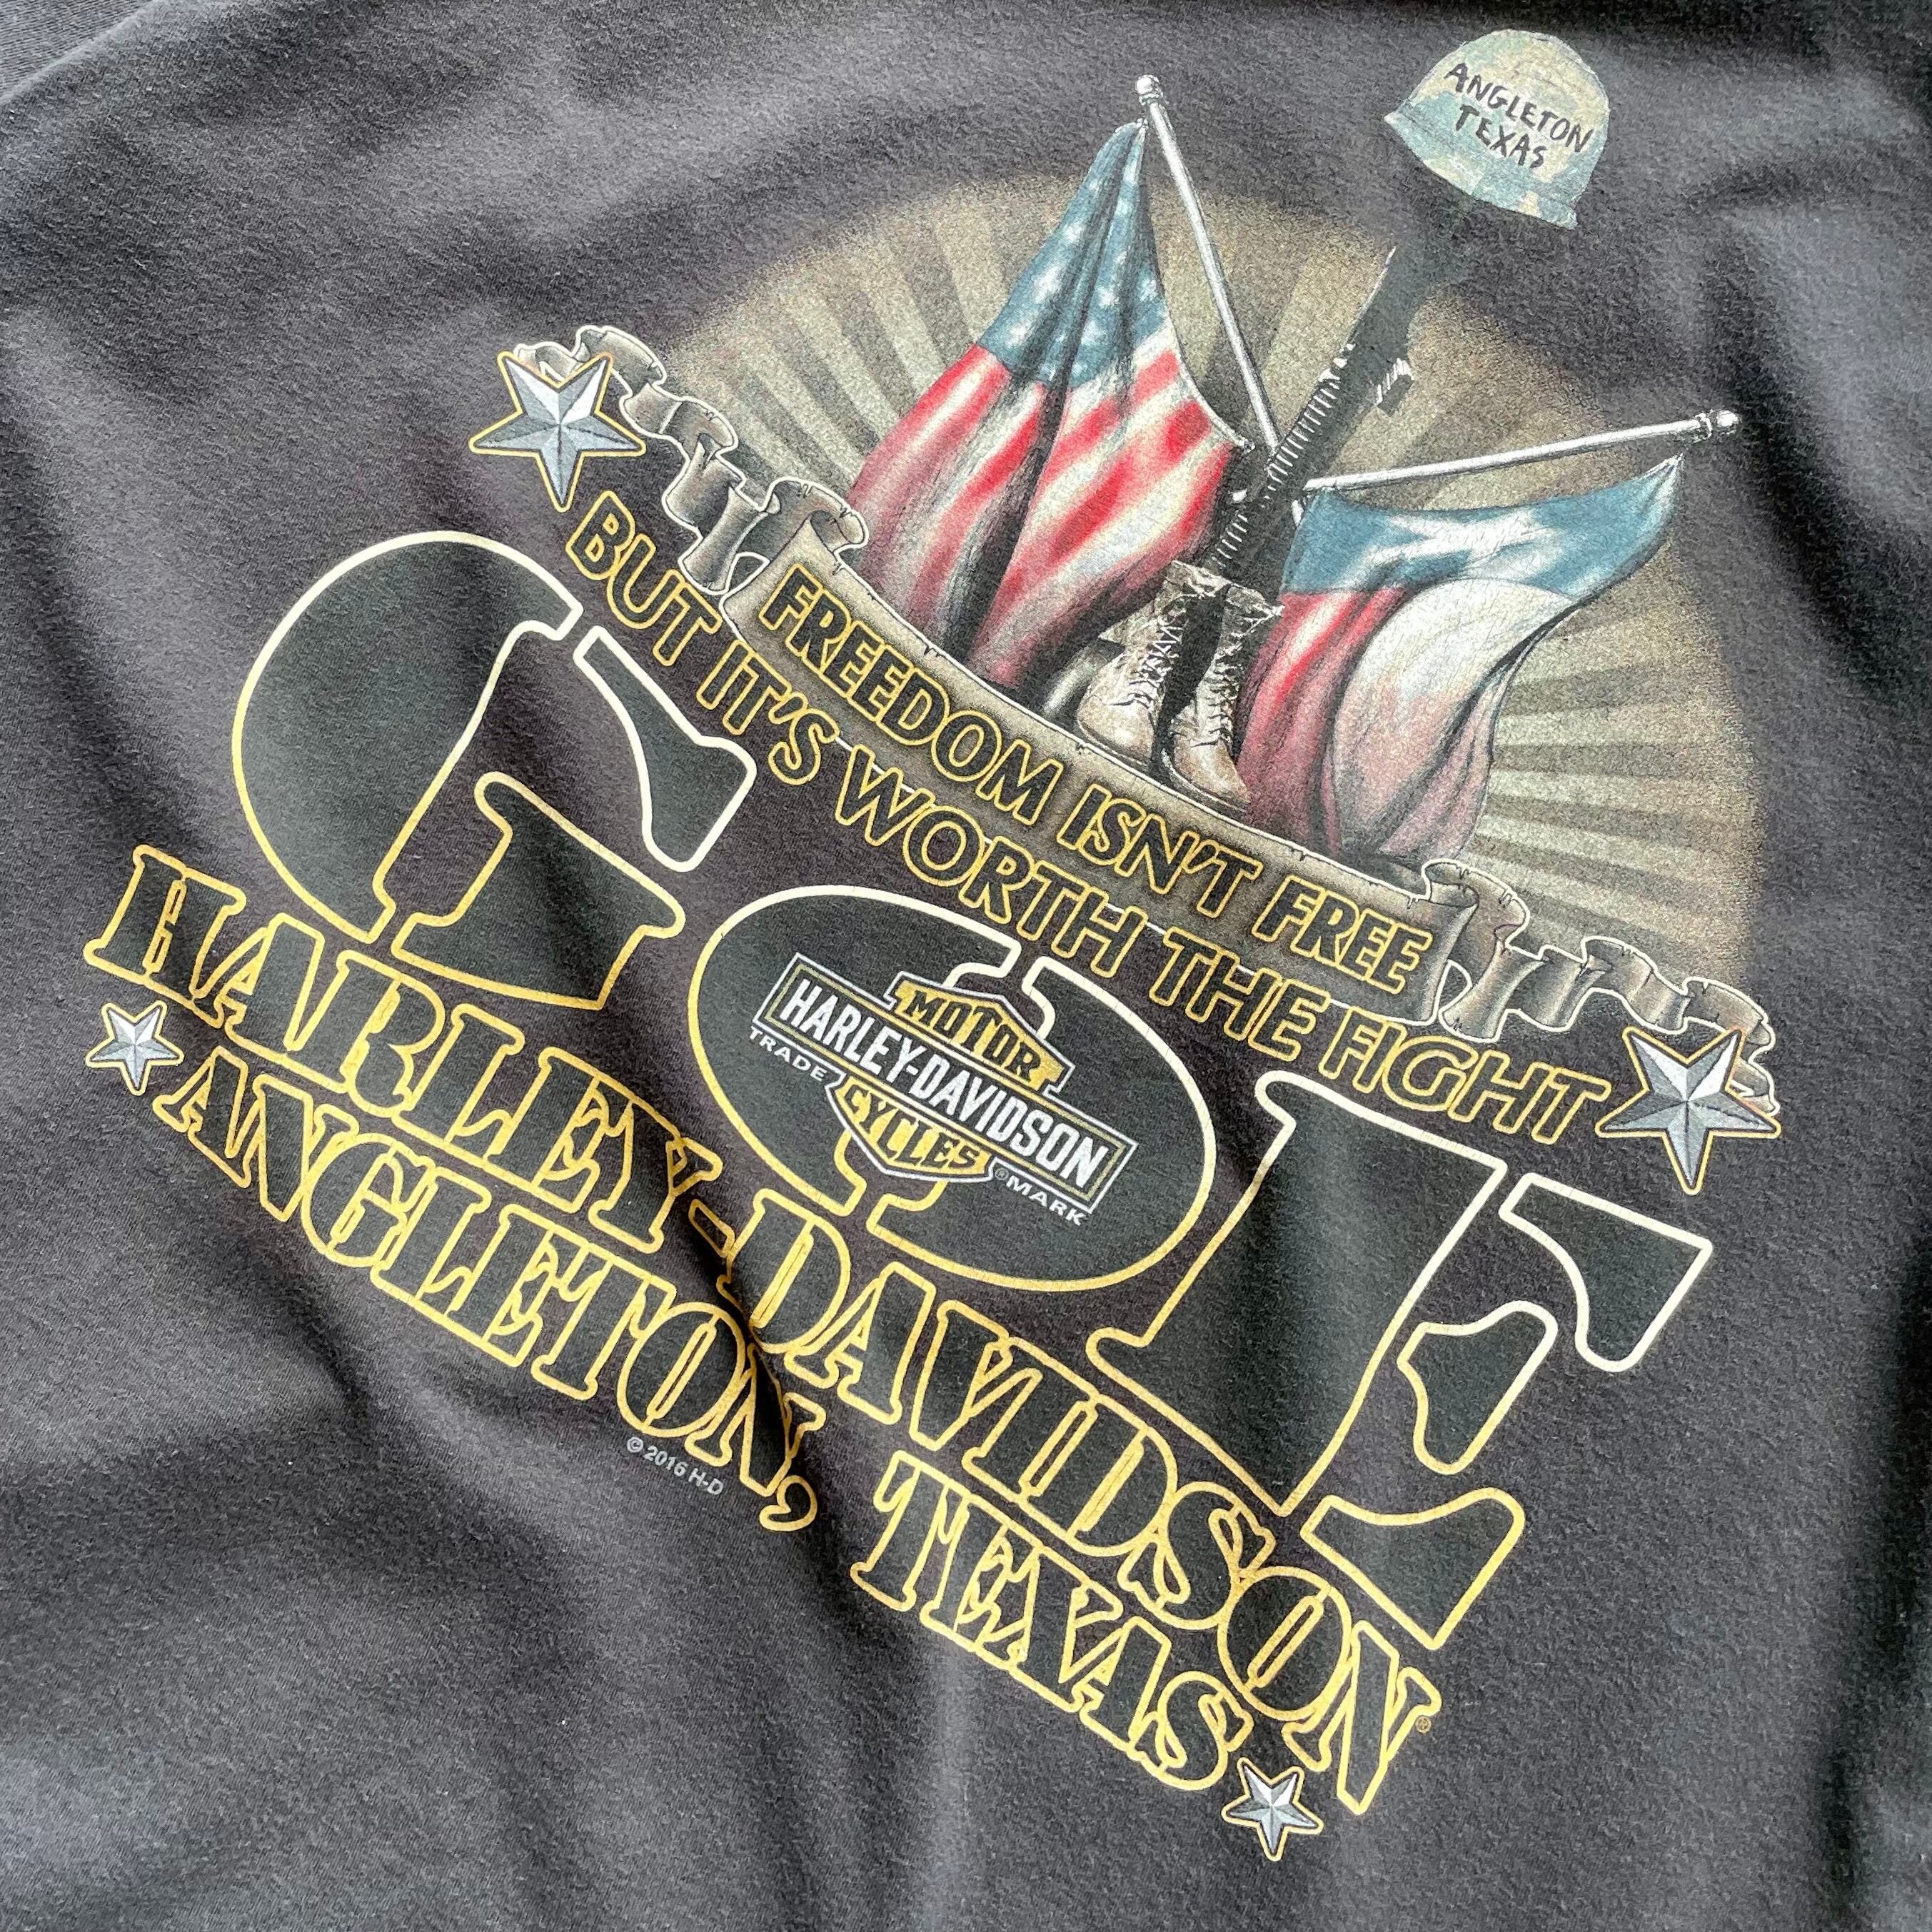 ANGLETON
TEXAS
FREEDOM ISN'T FREE
BUT IT'S WORTH THE FIGHT
GOE
MOTOR
HARLEY-DAVIDSON
CYCLES
TRADE ®MARK
HARLEY-DAVIDSON®
ANGLETON, TEXAS
© 2016 H-D